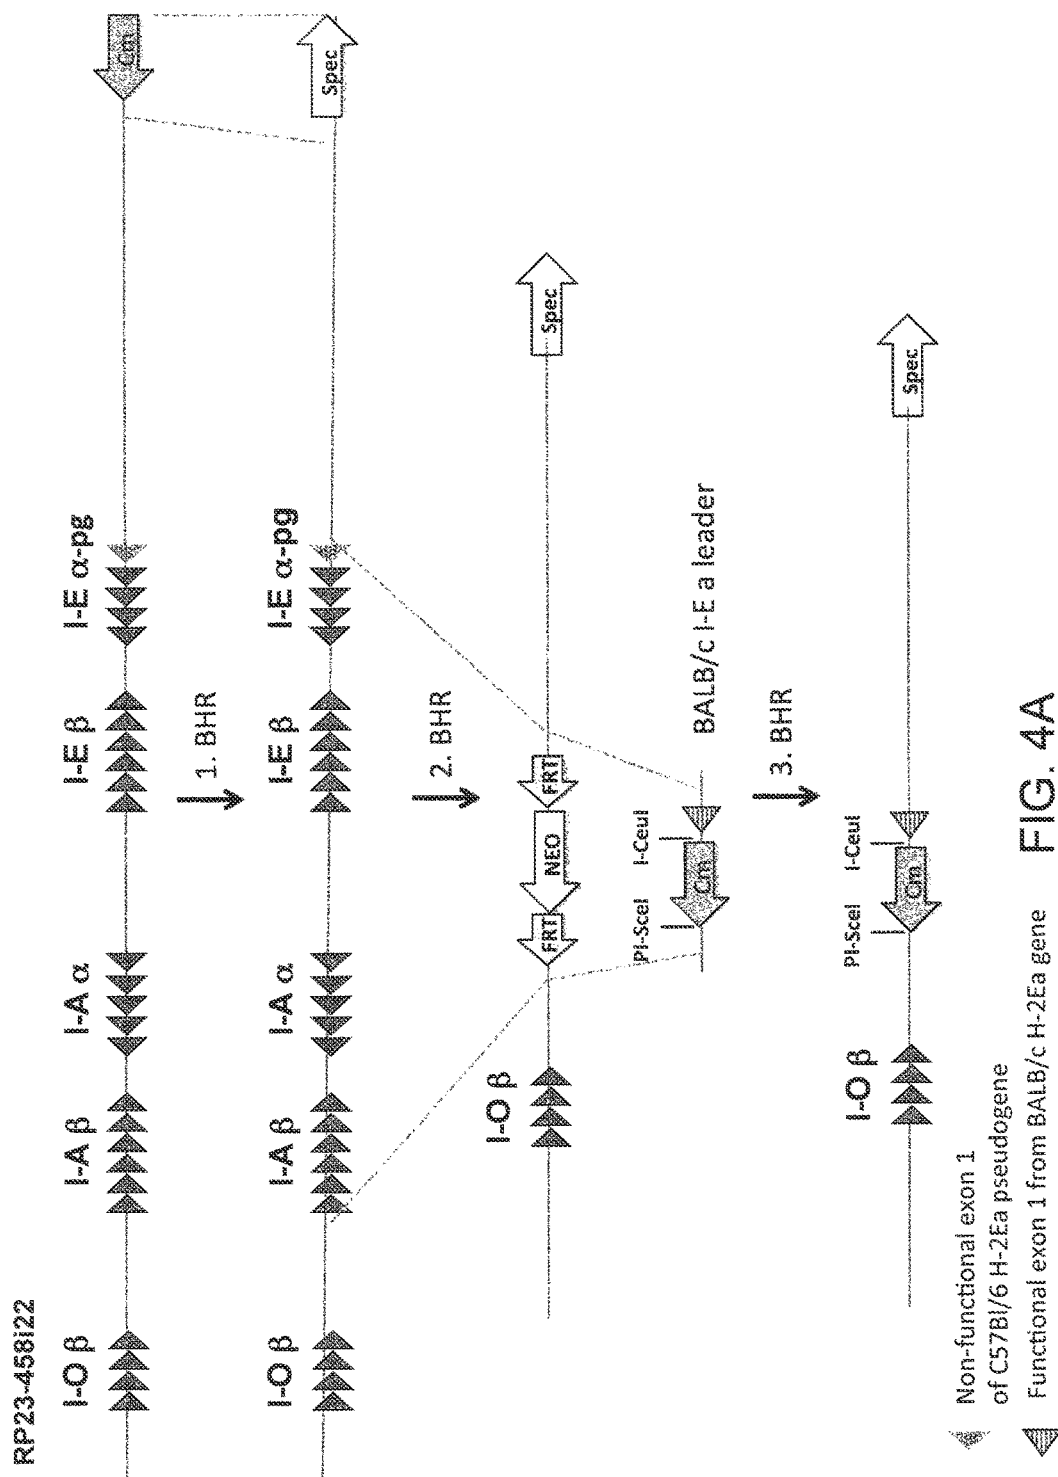 RP23-458i22
I-O β
I-A β
I-A α
I-E β
I-E α-pg
Cm
1. BHR
I-O β
I-A β
I-A α
I-E β
I-E α-pg
Spec
2. BHR
I-O β
FRT
NEO
FRT
Spec
PI-SceI
I-CeuI
Cm
BALB/c I-E a leader
3. BHR
I-O β
PI-SceI
I-CeuI
Cm
Spec
Non-functional exon 1
of C57Bl/6 H-2Ea pseudogene
Functional exon 1 from BALB/c H-2Ea gene
FIG. 4A